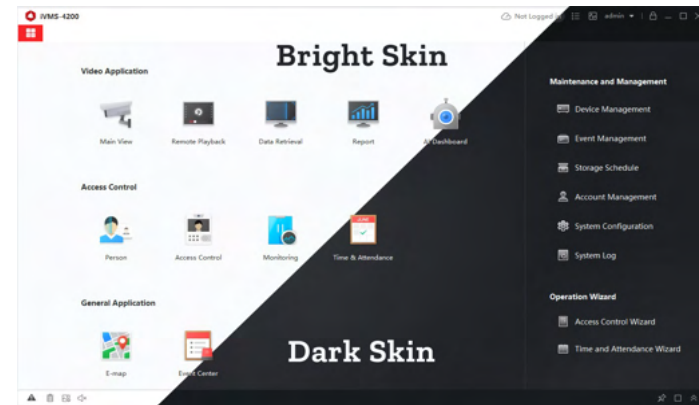 iVMS-4200
Not Logged in
admin
Bright Skin
Video Application
Main View
Remote Playback
Data Retrieval
Report
AI Dashboard
Access Control
Person
Access Control
Monitoring
JUNE
Time & Attendance
General Application
E-map
Event Center
Dark Skin
Maintenance and Management
Device Management
Event Management
Storage Schedule
Account Management
System Configuration
System Log
Operation Wizard
Access Control Wizard
Time and Attendance Wizard